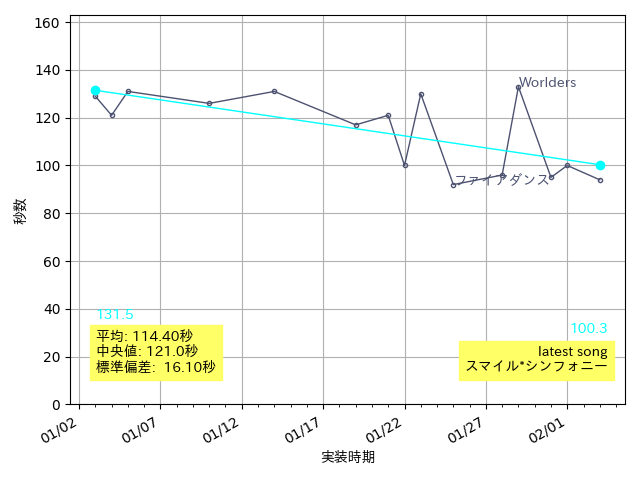 160
140
120
100
80
60
40
20
0
秒数
Worlders
ファイアダンス
131.5
平均: 114.40秒
中央値: 121.0秒
標準偏差: 16.10秒
100.3
latest song
スマイル*シンフォニー
01/02
01/07
01/12
01/17
01/22
01/27
02/01
実装時期